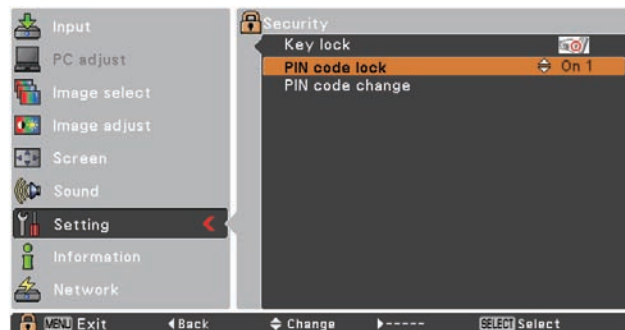 Input
PC adjust
Image select
Image adjust
Screen
Sound
Setting
Information
Network
Security
Key lock
PIN code lock On 1
PIN code change
MENU Exit Back Change ----- SELECT Select